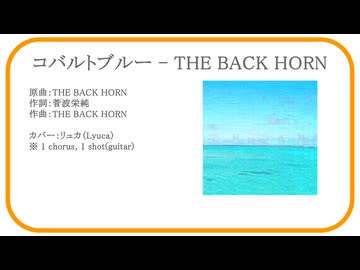 コバルトブルー － THE BACK HORN
原曲：THE BACK HORN
作詞：菅波栄純
作曲：THE BACK HORN
カバー：リュカ（Lyuca）
※ 1 chorus, 1 shot(guitar)